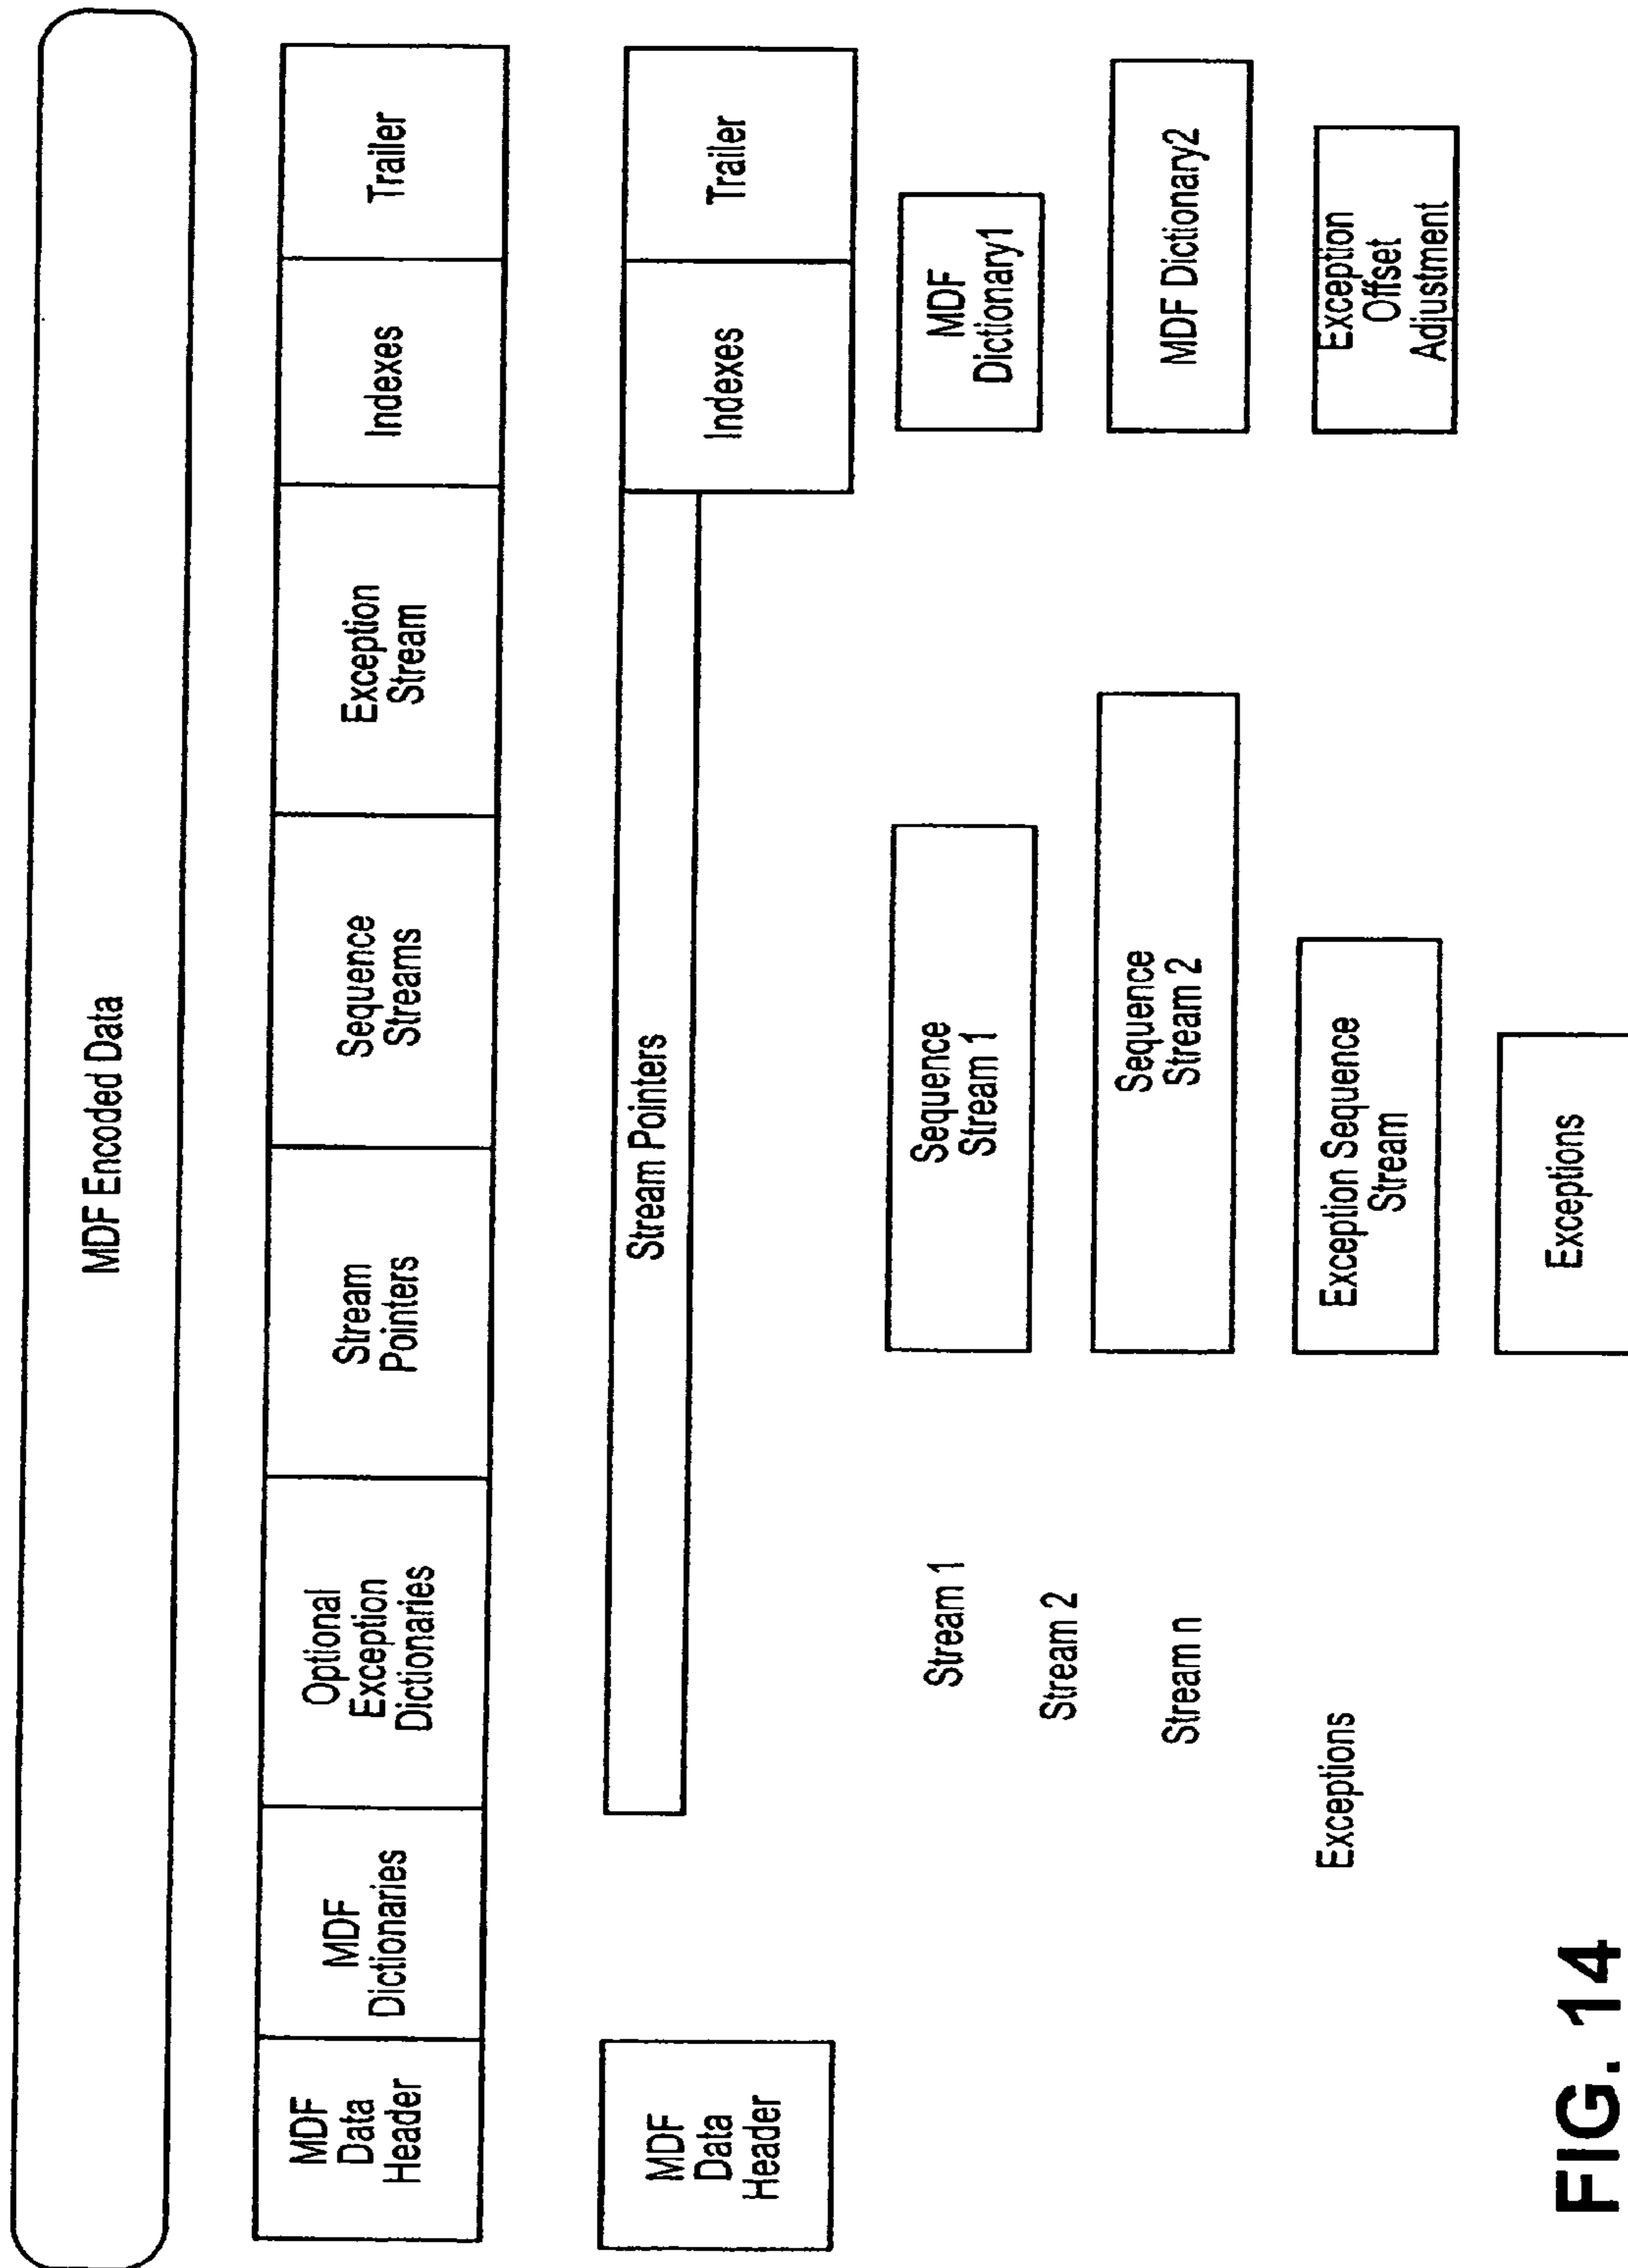 MDF Encoded Data
MDF
Data
Header
MDF
Dictionaries
Optional
Exception
Dictionaries
Stream
Pointers
Sequence
Streams
Exception
Stream
Indexes
Trailer
MDF
Data
Header
Stream Pointers
Indexes
Trailer
Stream 1
Sequence
Stream 1
MDF
Dictionary1
Stream 2
Sequence
Stream 2
MDF Dictionary2
Stream n
Exceptions
Exception Sequence
Stream
Exception
Offset
Adjustment
Exceptions
FIG. 14